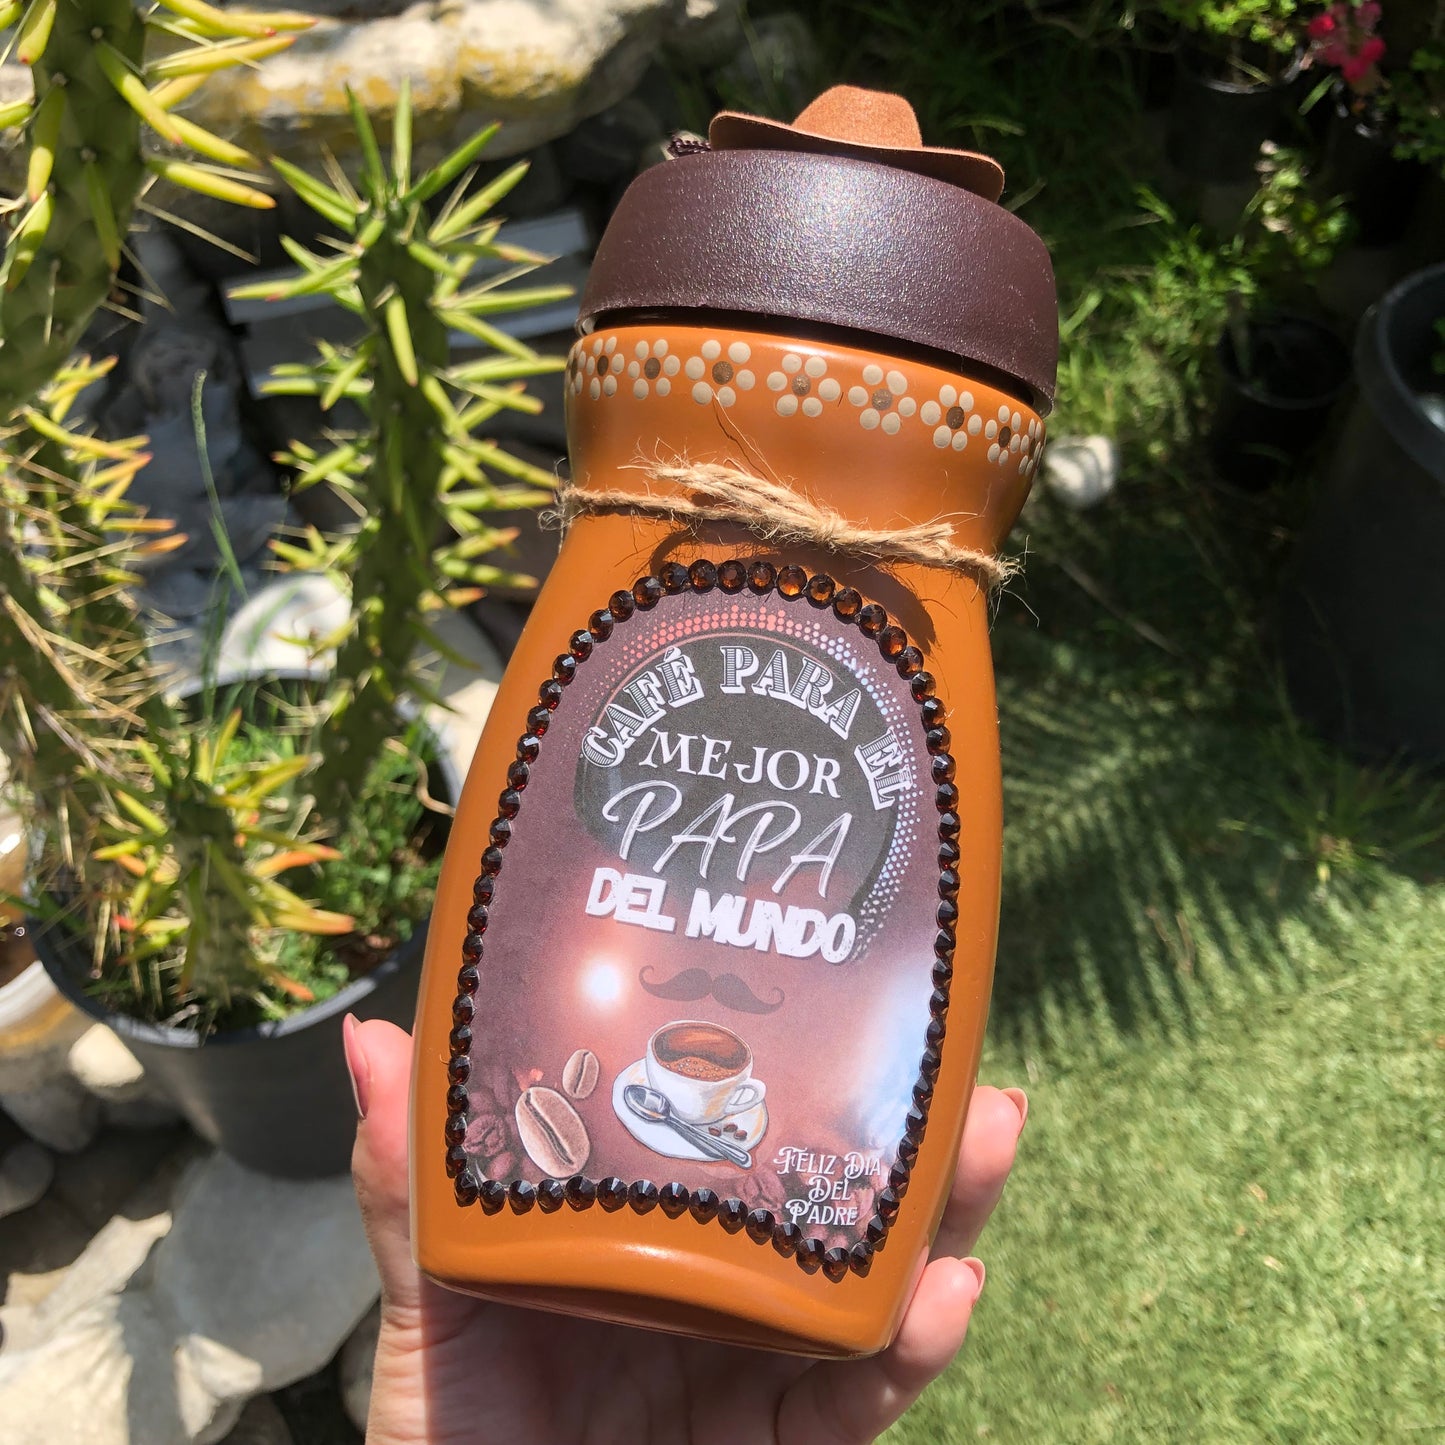 CAFÉ PARA EL
MEJOR
PAPA
DEL MUNDO
FELIZ DIA
DEL
PADRE